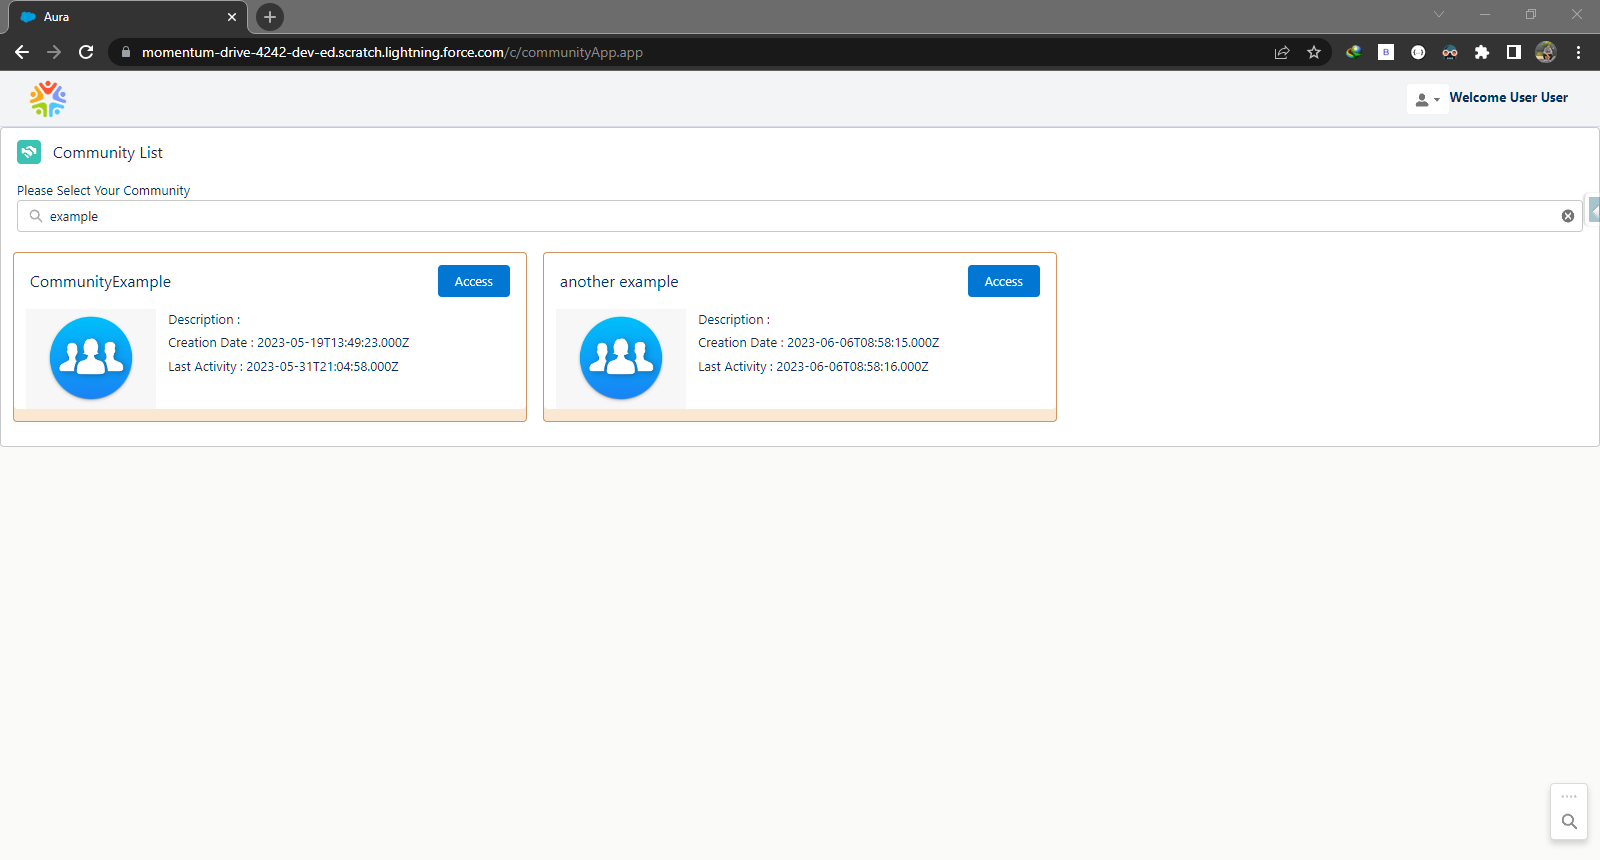 Aura
momentum-drive-4242-dev-ed.scratch.lightning.force.com/c/communityApp.app
B
Welcome User User
Community List
Please Select Your Community
example
CommunityExample
Access
Description :
Creation Date : 2023-05-19T13:49:23.000Z
Last Activity : 2023-05-31T21:04:58.000Z
another example
Access
Description :
Creation Date : 2023-06-06T08:58:15.000Z
Last Activity : 2023-06-06T08:58:16.000Z